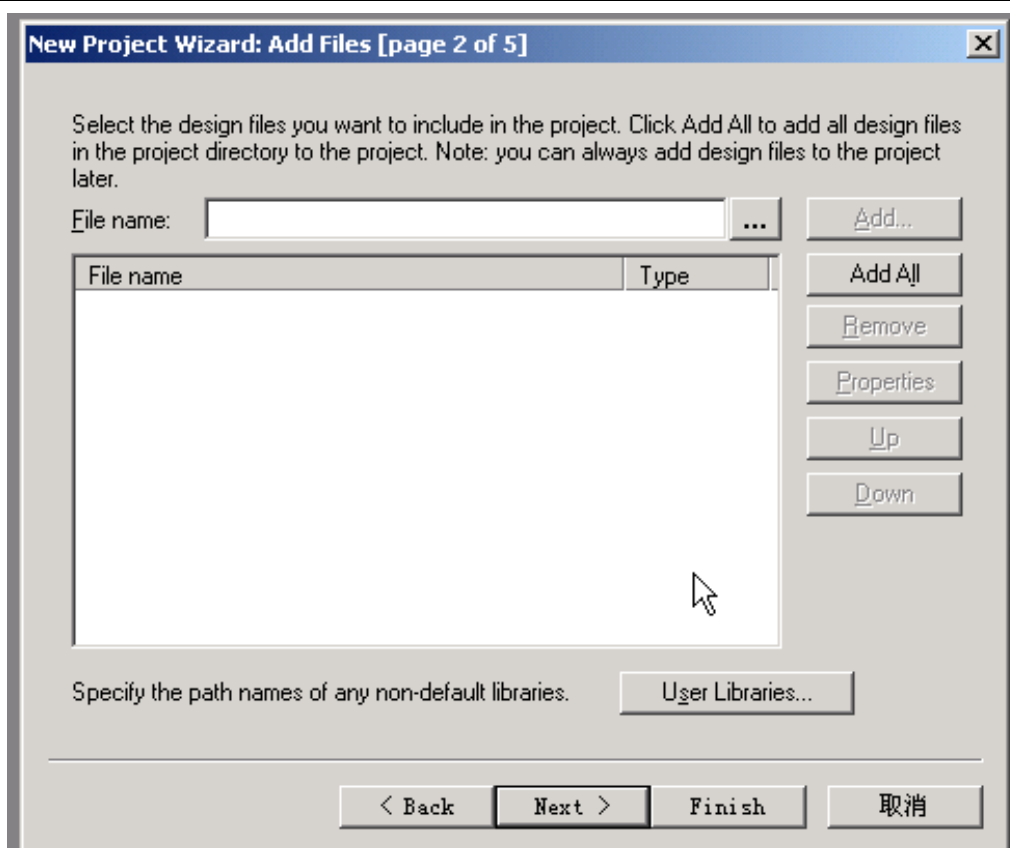 New Project Wizard: Add Files [page 2 of 5]
Select the design files you want to include in the project. Click Add All to add all design files
in the project directory to the project. Note: you can always add design files to the project
later.
File name:
...
Add...
File name
Type
Add All
Remove
Properties
Up
Down
Specify the path names of any non-default libraries.
User Libraries...
< Back
Next >
Finish
取消